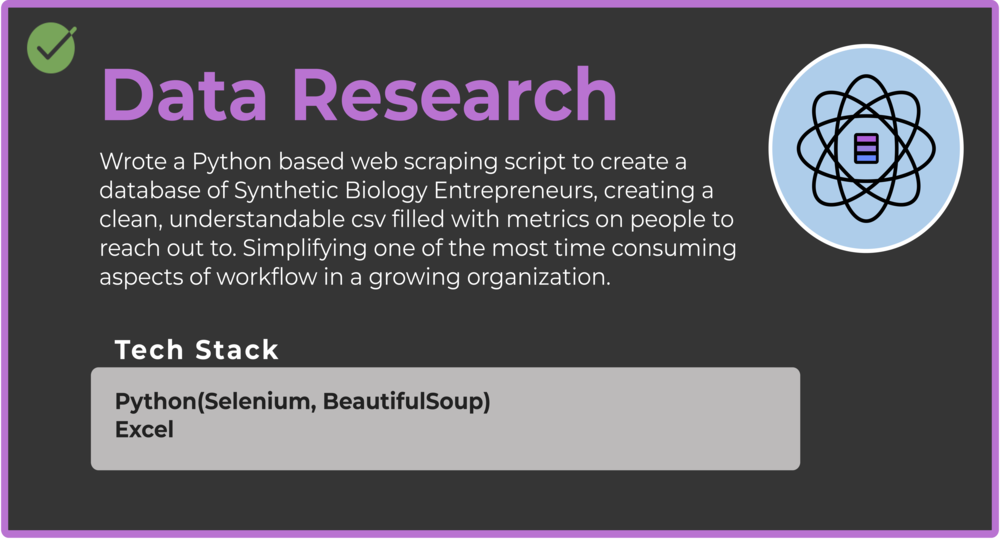 Data Research
Wrote a Python based web scraping script to create a
database of Synthetic Biology Entrepreneurs, creating a
clean, understandable csv filled with metrics on people to
reach out to. Simplifying one of the most time consuming
aspects of workflow in a growing organization.
Tech Stack
Python(Selenium, BeautifulSoup)
Excel